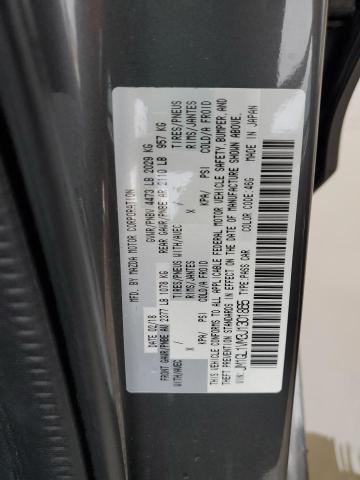 MFD. BY MAZDA MOTOR CORPORATION
DATE: 02/18 GVWR/PNBV 4473 LB 2029 KG
FRONT GAWR/PNBE AV 2377 LB 1078 KG REAR GAWR/PNBE AR 2110 LB 957 KG
WITH/AVEC TIRES/PNEUS WITH/AVEC TIRES/PNEUS
X RIMS/JANTES X RIMS/JANTES
KPA/ PSI COLD/A FROID KPA/ PSI COLD/A FROID
THIS VEHICLE CONFORMS TO ALL APPLICABLE FEDERAL MOTOR VEHICLE SAFETY, BUMPER, AND
THEFT PREVENTION STANDARDS IN EFFECT ON THE DATE OF MANUFACTURE SHOWN ABOVE.
MADE IN JAPAN
COLOR CODE: 46G
TYPE: PASS CAR